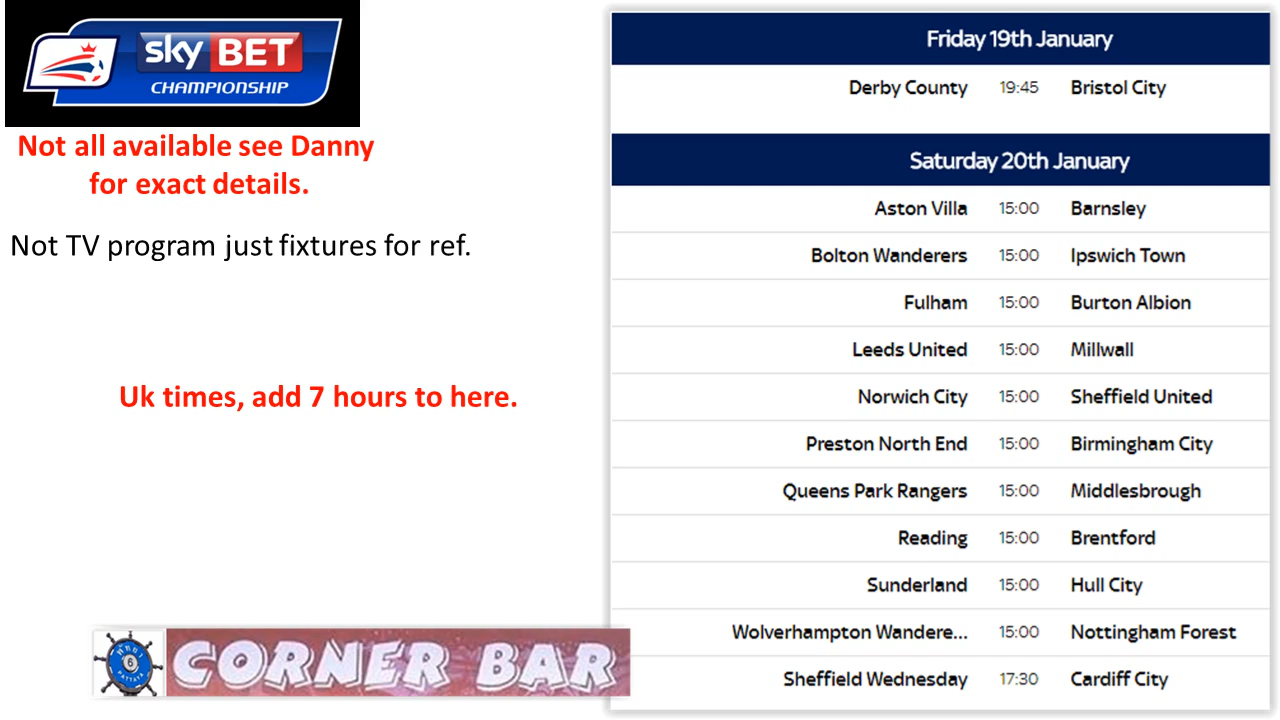 sky BET
CHAMPIONSHIP
Not all available see Danny
for exact details.
Not TV program just fixtures for ref.
Uk times, add 7 hours to here.
CORNER BAR
6
PATTAYA
Friday 19th January
Derby County 19:45 Bristol City
Saturday 20th January
Aston Villa 15:00 Barnsley
Bolton Wanderers 15:00 Ipswich Town
Fulham 15:00 Burton Albion
Leeds United 15:00 Millwall
Norwich City 15:00 Sheffield United
Preston North End 15:00 Birmingham City
Queens Park Rangers 15:00 Middlesbrough
Reading 15:00 Brentford
Sunderland 15:00 Hull City
Wolverhampton Wandere... 15:00 Nottingham Forest
Sheffield Wednesday 17:30 Cardiff City